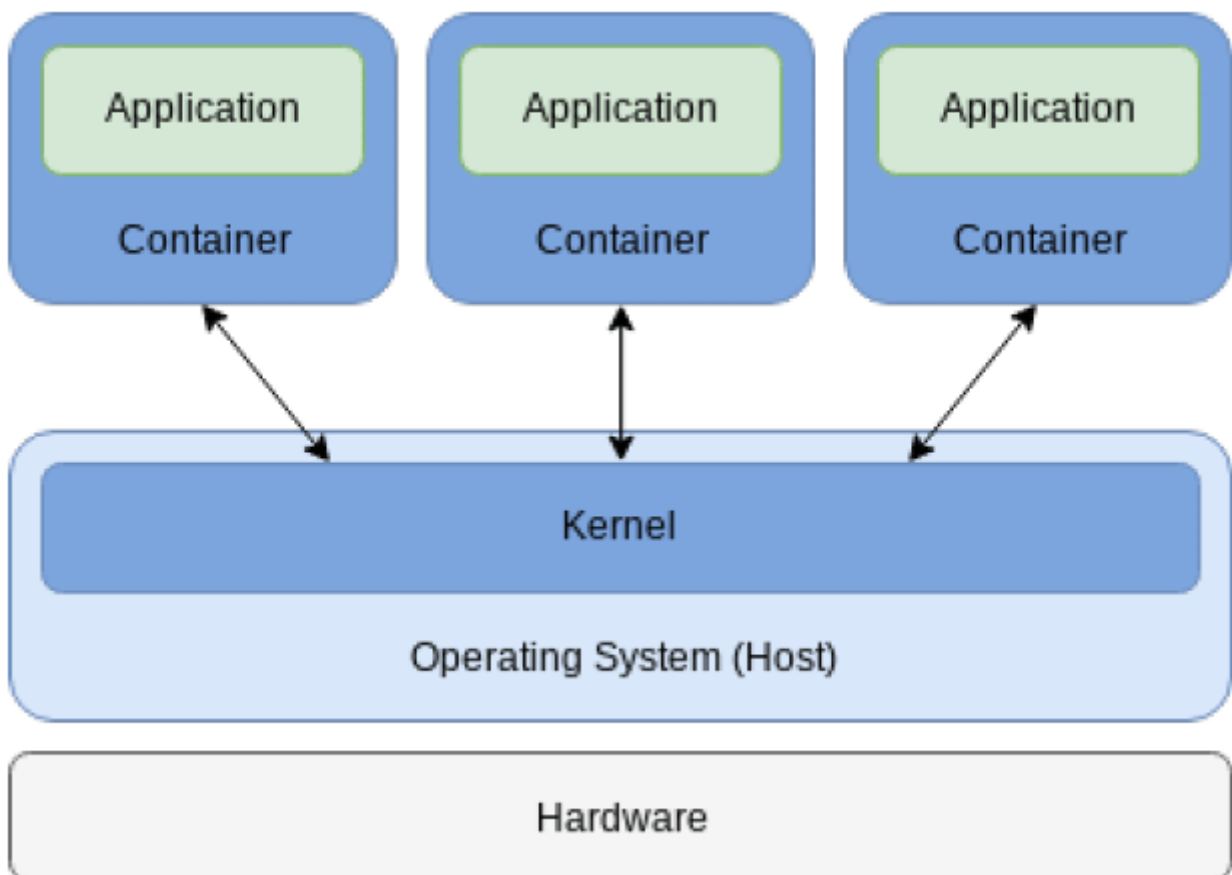 Application
Application
Application
Container
Container
Container
Kernel
Operating System (Host)
Hardware